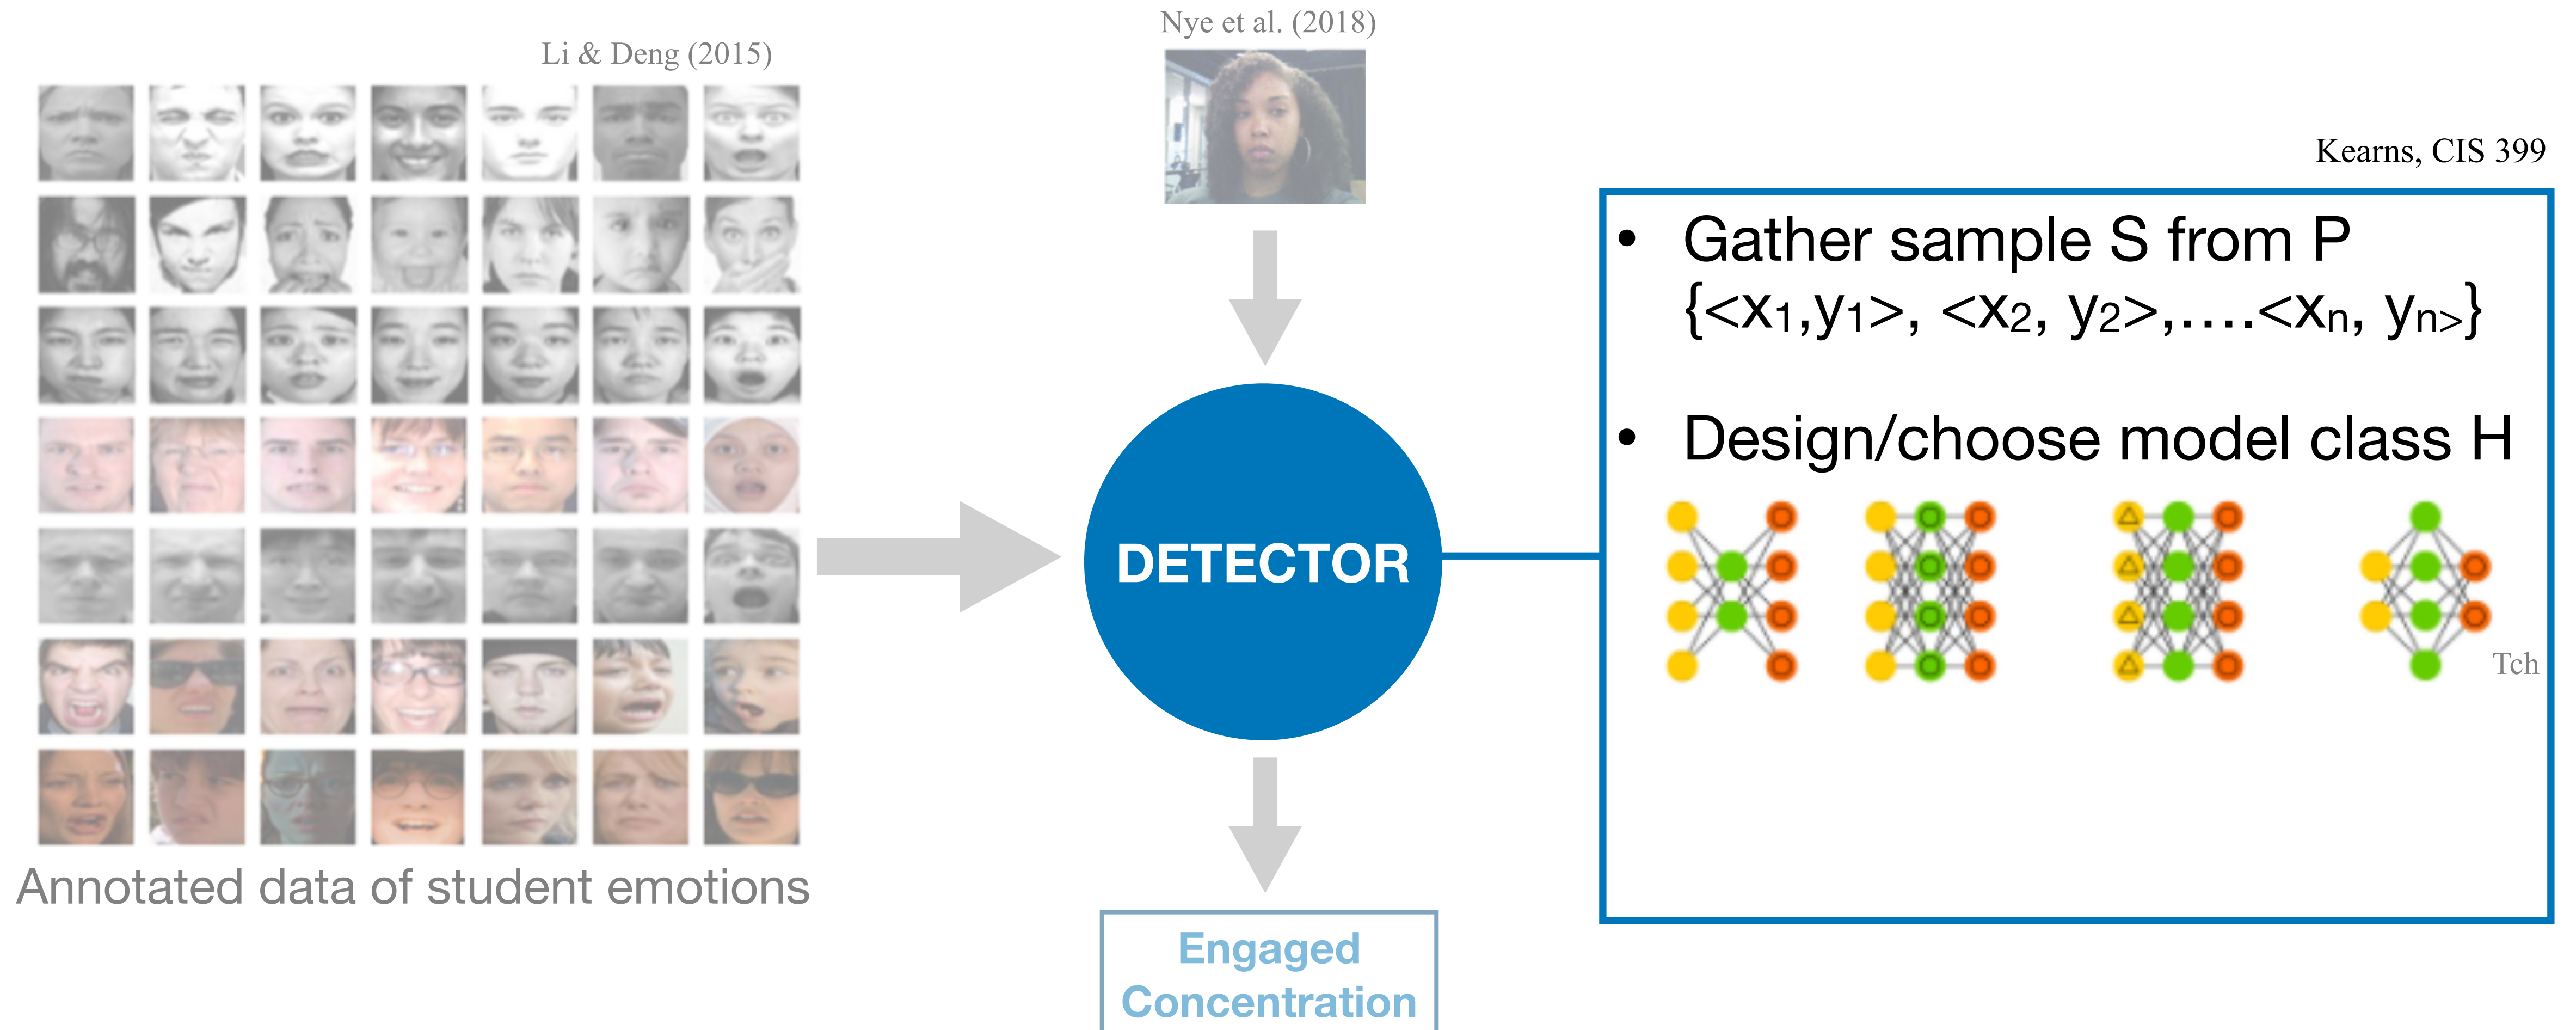 Li & Deng (2015)
Annotated data of student emotions
Nye et al. (2018)
DETECTOR
Engaged
Concentration
Kearns, CIS 399
• Gather sample S from P
{<x₁,y₁>, <x₂, y₂>,....<xₙ, yₙ>}
• Design/choose model class H
Tch